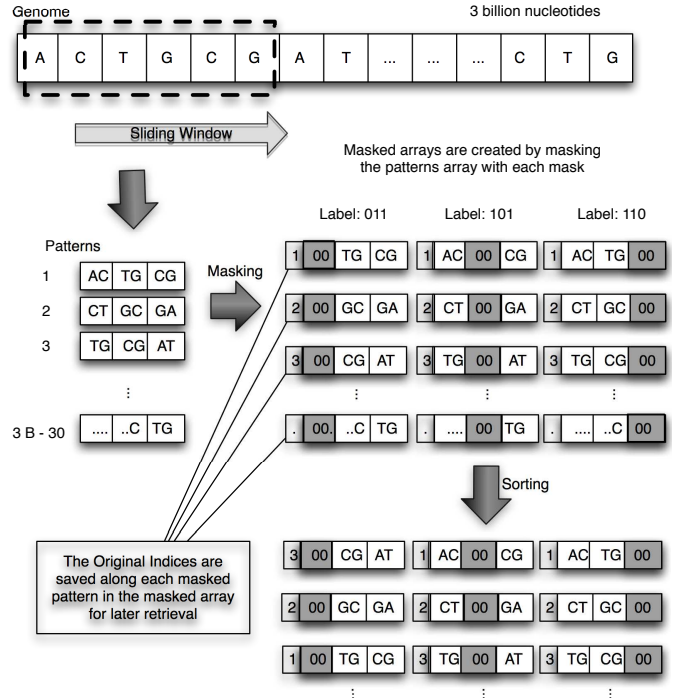 Genome
3 billion nucleotides
A C T G C G A T ... ... ... C T G
Sliding Window
Masked arrays are created by masking
the patterns array with each mask
Label: 011 Label: 101 Label: 110
Patterns
Masking
1 AC TG CG
2 CT GC GA
3 TG CG AT
⋮
3 B - 30 .... ..C TG
1 00 TG CG 1 AC 00 CG 1 AC TG 00
2 00 GC GA 2 CT 00 GA 2 CT GC 00
3 00 CG AT 3 TG 00 AT 3 TG CG 00
⋮ ⋮ ⋮
. 00. ..C TG . .... 00 TG . .... ..C 00
Sorting
The Original Indices are
saved along each masked
pattern in the masked array
for later retrieval
3 00 CG AT 1 AC 00 CG 1 AC TG 00
2 00 GC GA 2 CT 00 GA 2 CT GC 00
1 00 TG CG 3 TG 00 AT 3 TG CG 00
⋮ ⋮ ⋮